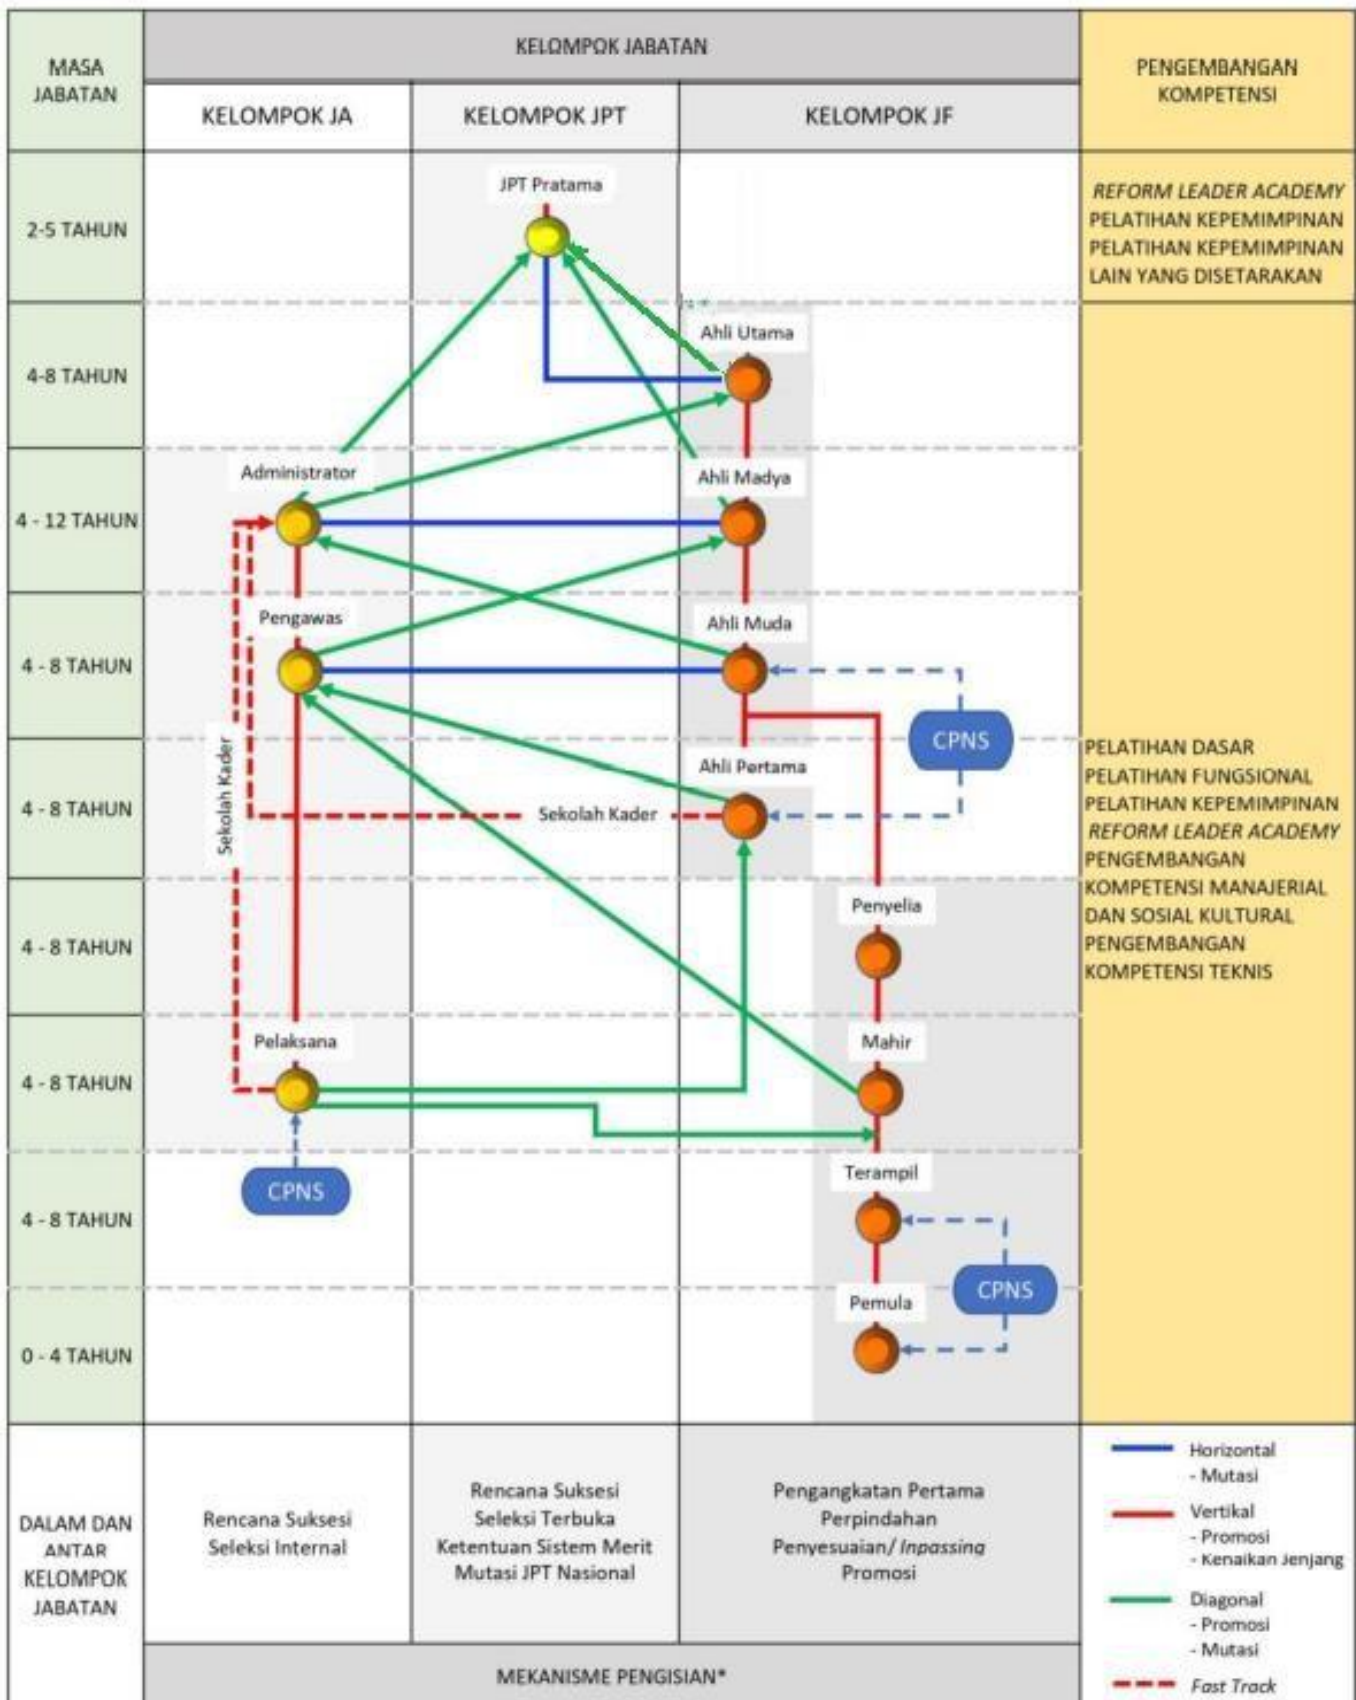 MASA
JABATAN
KELOMPOK JABATAN
PENGEMBANGAN
KOMPETENSI
KELOMPOK JA
KELOMPOK JPT
KELOMPOK JF
2-5 TAHUN
JPT Pratama
REFORM LEADER ACADEMY
PELATIHAN KEPEMIMPINAN
PELATIHAN KEPEMIMPINAN
LAIN YANG DISETARAKAN
4-8 TAHUN
Ahli Utama
4 - 12 TAHUN
Administrator
Ahli Madya
4 - 8 TAHUN
Pengawas
Ahli Muda
CPNS
4 - 8 TAHUN
Sekolah Kader
Sekolah Kader
Ahli Pertama
PELATIHAN DASAR
PELATIHAN FUNGSIONAL
PELATIHAN KEPEMIMPINAN
REFORM LEADER ACADEMY
PENGEMBANGAN
KOMPETENSI MANAJERIAL
DAN SOSIAL KULTURAL
PENGEMBANGAN
KOMPETENSI TEKNIS
4 - 8 TAHUN
Penyelia
4 - 8 TAHUN
Pelaksana
Mahir
4 - 8 TAHUN
CPNS
Terampil
CPNS
0 - 4 TAHUN
Pemula
DALAM DAN
ANTAR
KELOMPOK
JABATAN
Rencana Suksesi
Seleksi Internal
Rencana Suksesi
Seleksi Terbuka
Ketentuan Sistem Merit
Mutasi JPT Nasional
Pengangkatan Pertama
Perpindahan
Penyesuaian/ Inpassing
Promosi
Horizontal
- Mutasi
Vertikal
- Promosi
- Kenaikan Jenjang
Diagonal
- Promosi
- Mutasi
Fast Track
MEKANISME PENGISIAN*